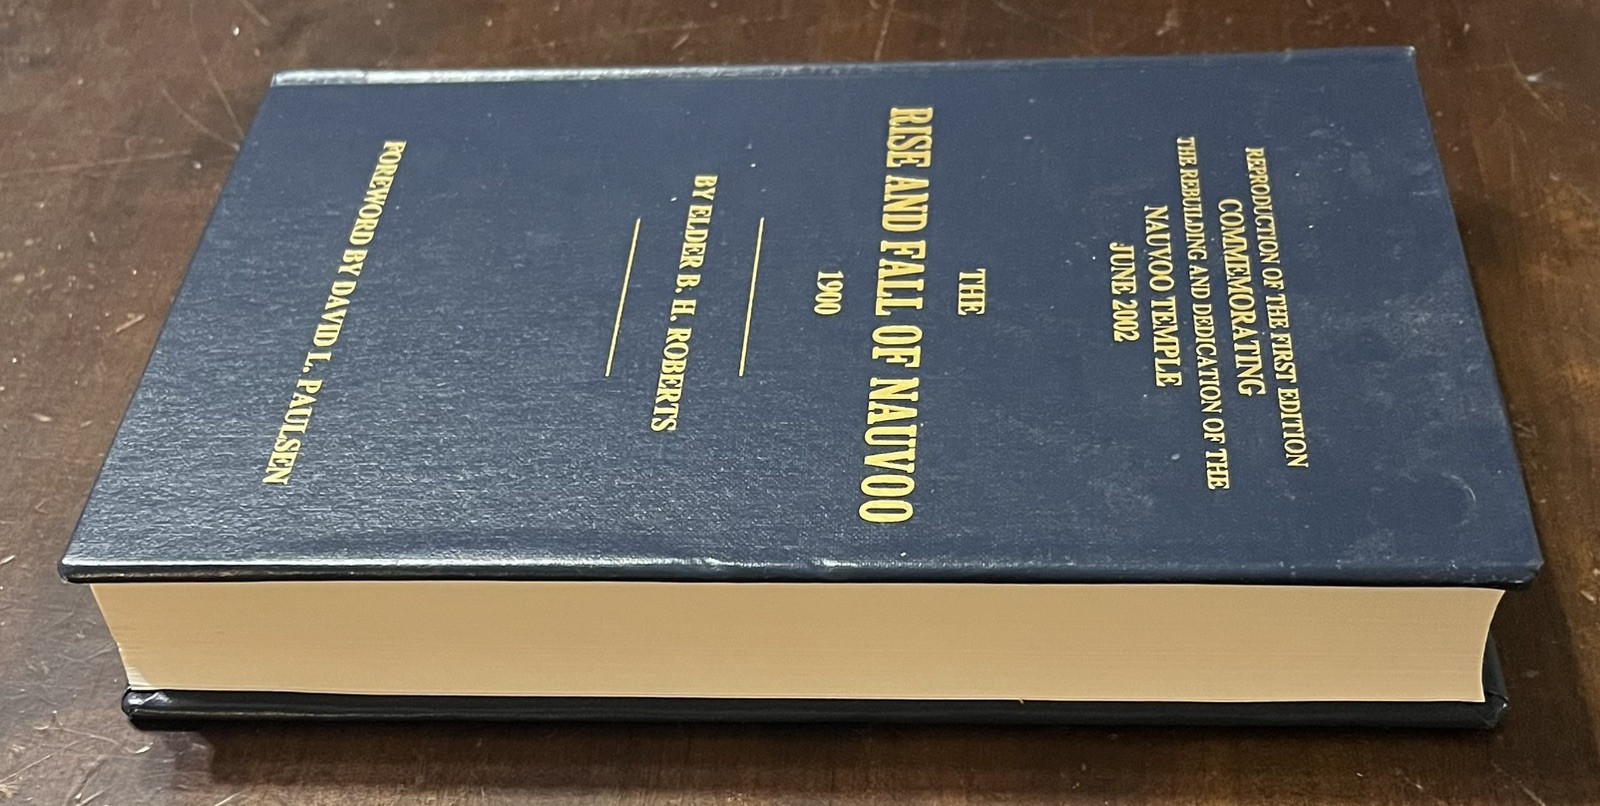 REPRODUCTION OF THE FIRST EDITION
COMMEMORATING
THE REBUILDING AND DEDICATION OF THE
NAUVOO TEMPLE
JUNE 2002
THE
RISE AND FALL OF NAUVOO
1900
BY ELDER B. H. ROBERTS
FOREWORD BY DAVID L. PAULSEN